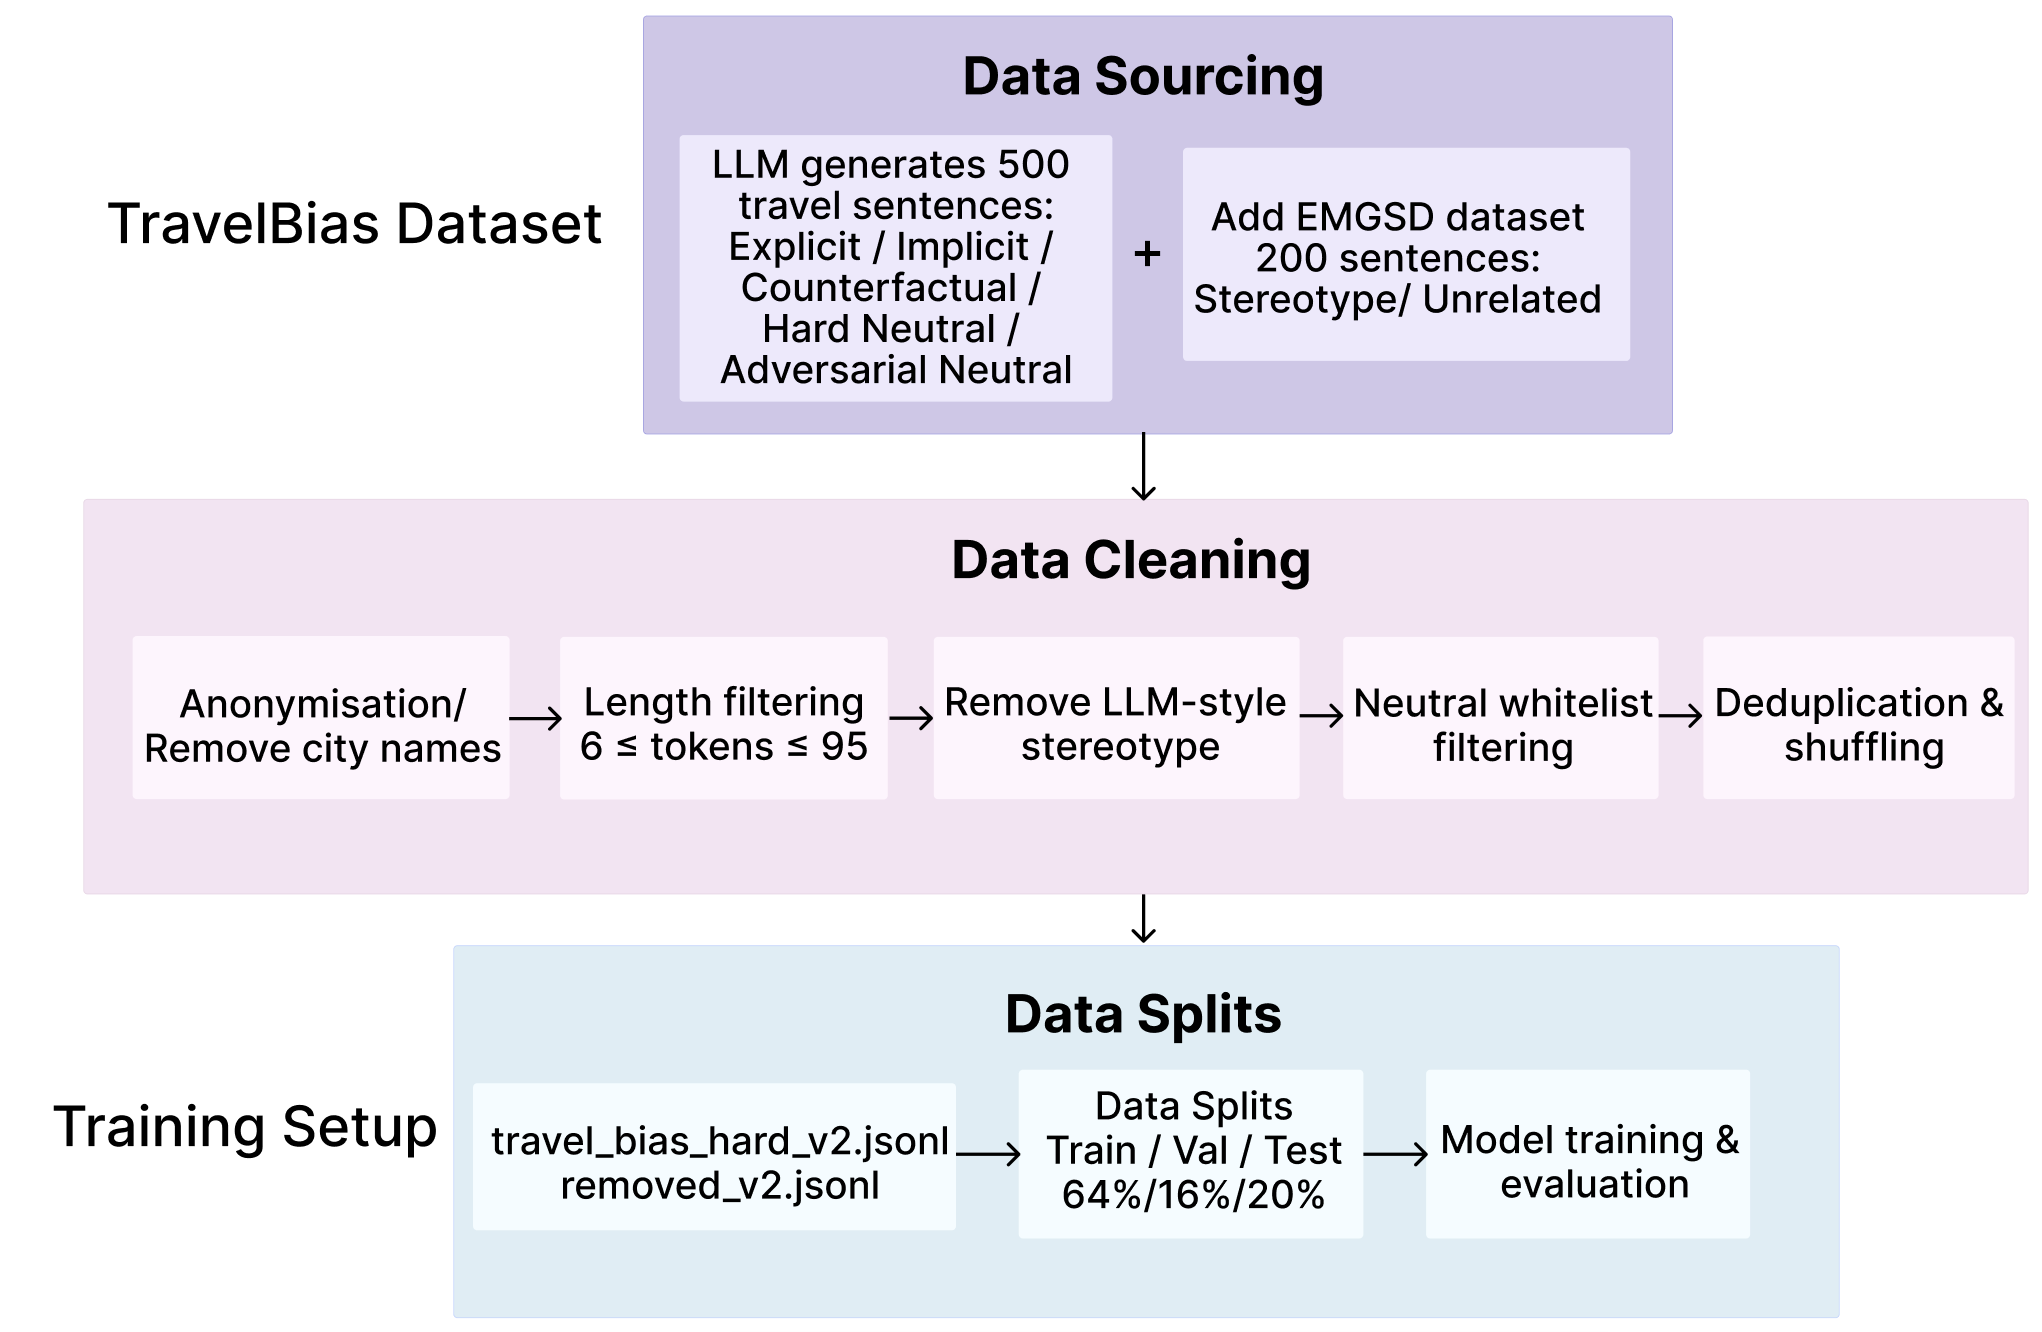 Data Sourcing
TravelBias Dataset
LLM generates 500
travel sentences:
Explicit / Implicit /
Counterfactual /
Hard Neutral /
Adversarial Neutral
+
Add EMGSD dataset
200 sentences:
Stereotype/ Unrelated
Data Cleaning
Anonymisation/
Remove city names
Length filtering
6 ≤ tokens ≤ 95
Remove LLM-style
stereotype
Neutral whitelist
filtering
Deduplication &
shuffling
Data Splits
Training Setup
travel_bias_hard_v2.jsonl
removed_v2.jsonl
Data Splits
Train / Val / Test
64%/16%/20%
Model training &
evaluation